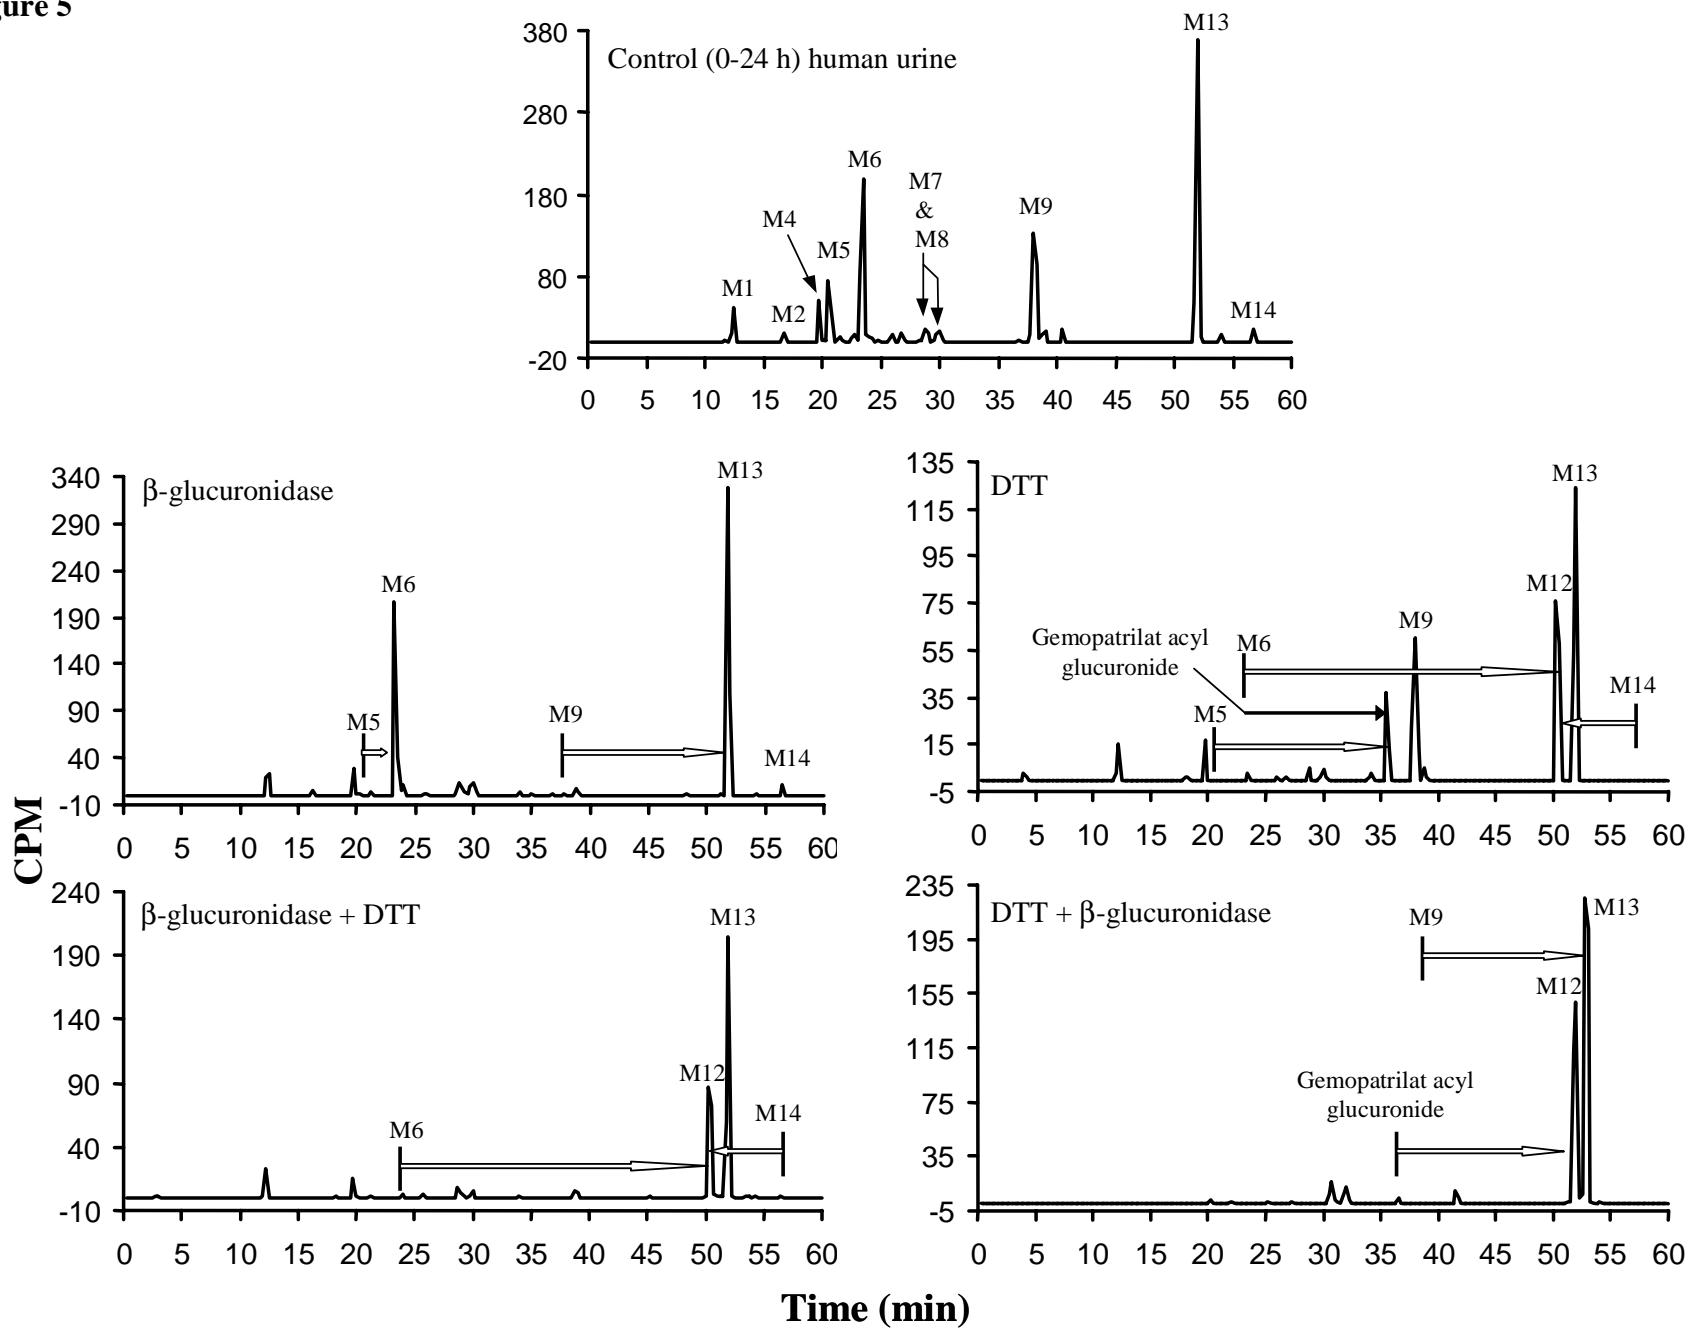 gure 5
Control (0-24 h) human urine
380
280
180
80
-20
M1
M2
M4
M5
M6
M7
&
M8
M9
M13
M14
0 5 10 15 20 25 30 35 40 45 50 55 60
β-glucuronidase
340
290
240
190
140
90
40
-10
M5
M6
M9
M13
M14
0 5 10 15 20 25 30 35 40 45 50 55 60
DTT
135
115
95
75
55
35
15
-5
Gemopatrilat acyl
glucuronide
M5
M6
M9
M12
M13
M14
0 5 10 15 20 25 30 35 40 45 50 55 60
CPM
β-glucuronidase + DTT
240
190
140
90
40
-10
M6
M12
M13
M14
0 5 10 15 20 25 30 35 40 45 50 55 60
DTT + β-glucuronidase
235
195
155
115
75
35
-5
M9
M13
M12
Gemopatrilat acyl
glucuronide
0 5 10 15 20 25 30 35 40 45 50 55 60
Time (min)